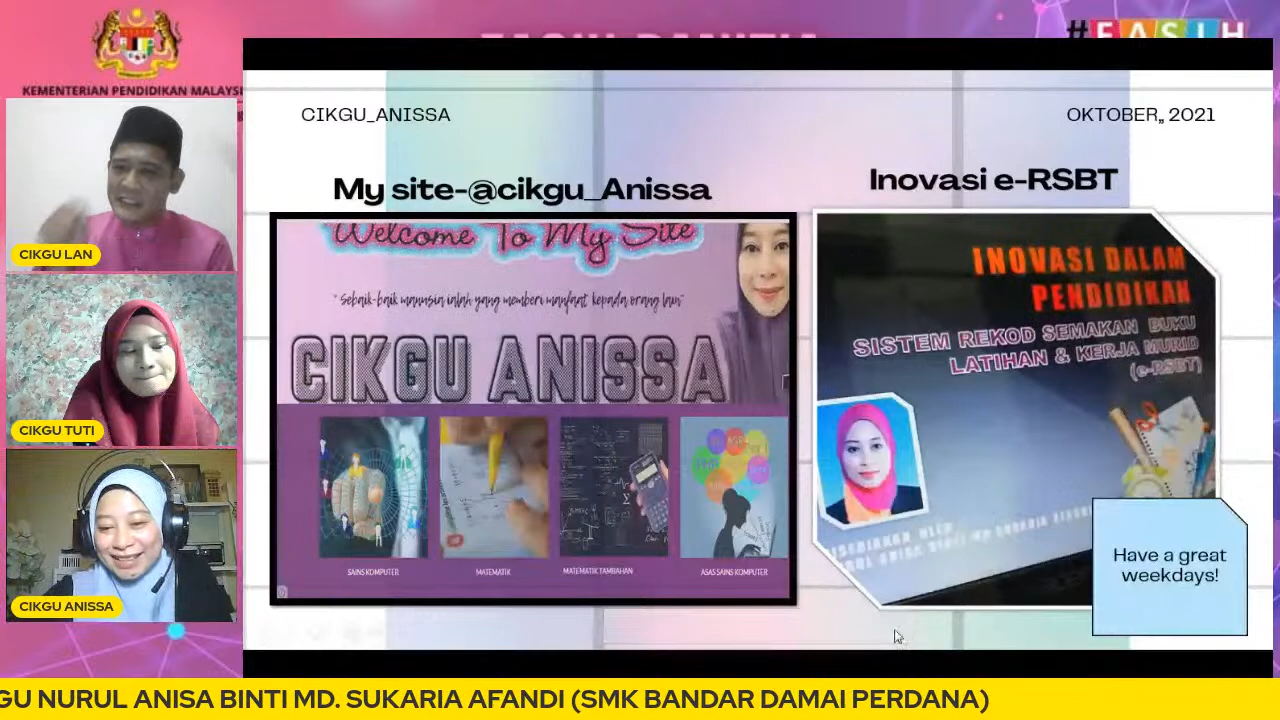 KEMENTERIAN PENDIDIKAN MALAYSI
# FASIH
CIKGU_ANISSA
OKTOBER,, 2021
My site-@cikgu_Anissa
Inovasi e-RSBT
Welcome To My Site
" Sebaik-baik manusia ialah yang memberi manfaat kepada orang lain"
CIKGU ANISSA
SAINS KOMPUTER
MATEMATIK
MATEMATIK TAMBAHAN
ASAS SAINS KOMPUTER
INOVASI DALAM
PENDIDIKAN
SISTEM REKOD SEMAKAN BUKU
LATIHAN & KERJA MURID
(e-RSBT)
Have a great
weekdays!
CIKGU LAN
CIKGU TUTI
CIKGU ANISSA
GU NURUL ANISA BINTI MD. SUKARIA AFANDI (SMK BANDAR DAMAI PERDANA)